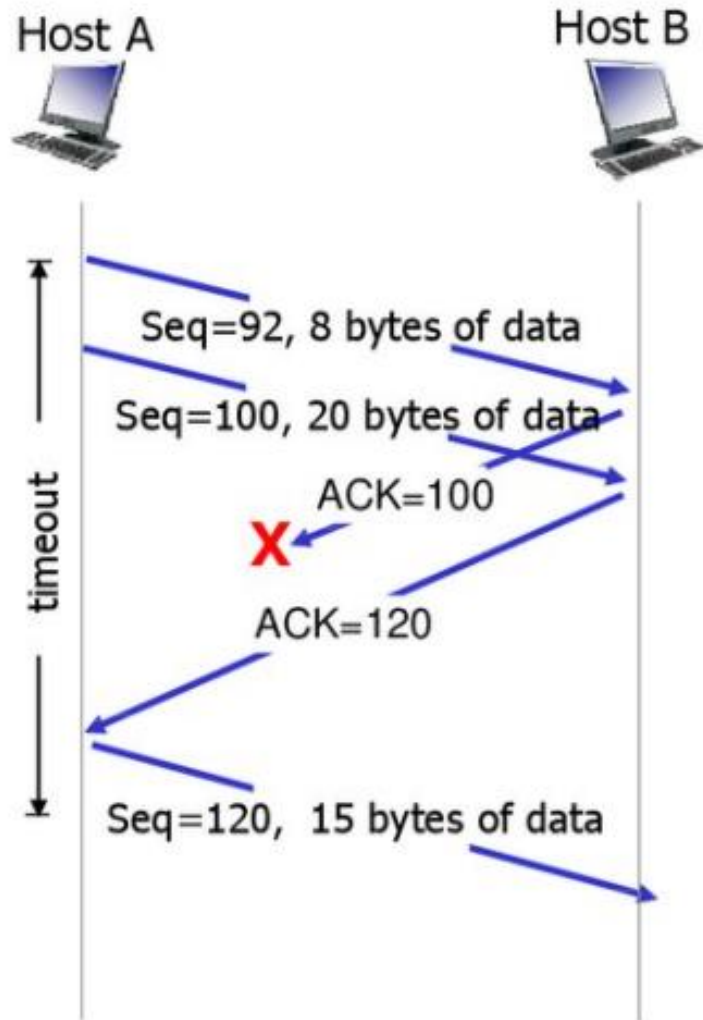 Host A
Host B
Seq=92, 8 bytes of data
Seq=100, 20 bytes of data
ACK=100
X
timeout
ACK=120
Seq=120, 15 bytes of data